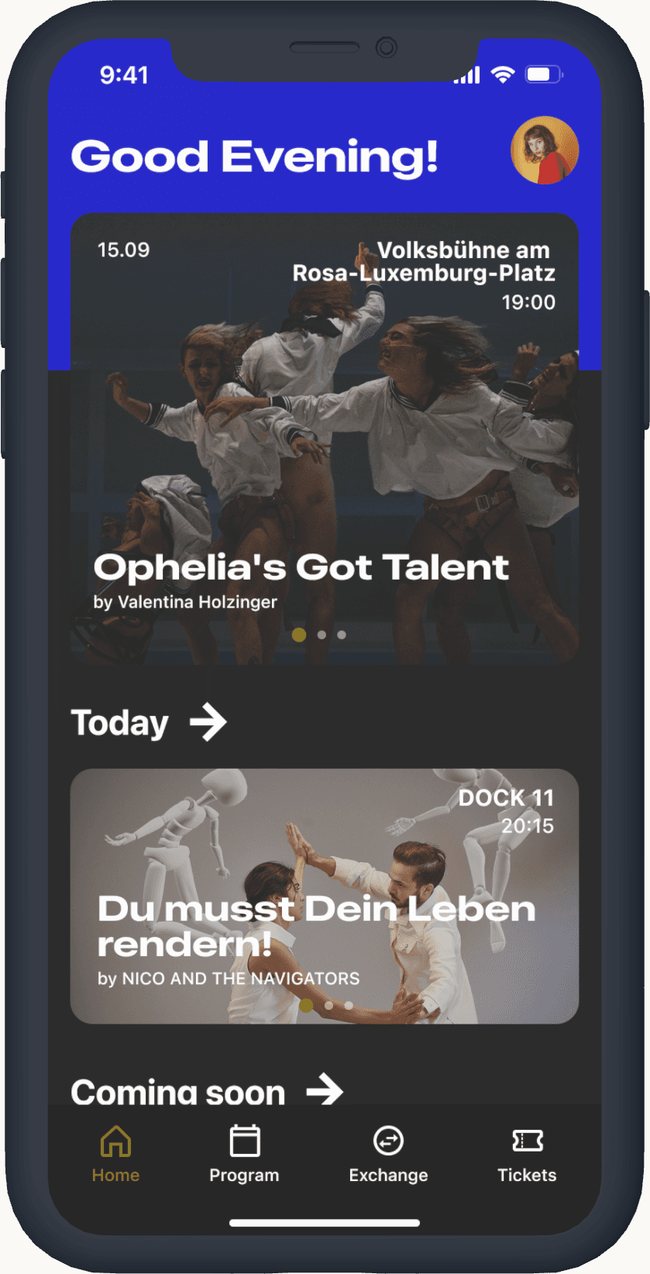 9:41
Good Evening!
15.09
Volksbühne am
Rosa-Luxemburg-Platz
19:00
Ophelia's Got Talent
by Valentina Holzinger
Today
DOCK 11
20:15
Du musst Dein Leben
rendern!
by NICO AND THE NAVIGATORS
Coming soon
Home
Program
Exchange
Tickets